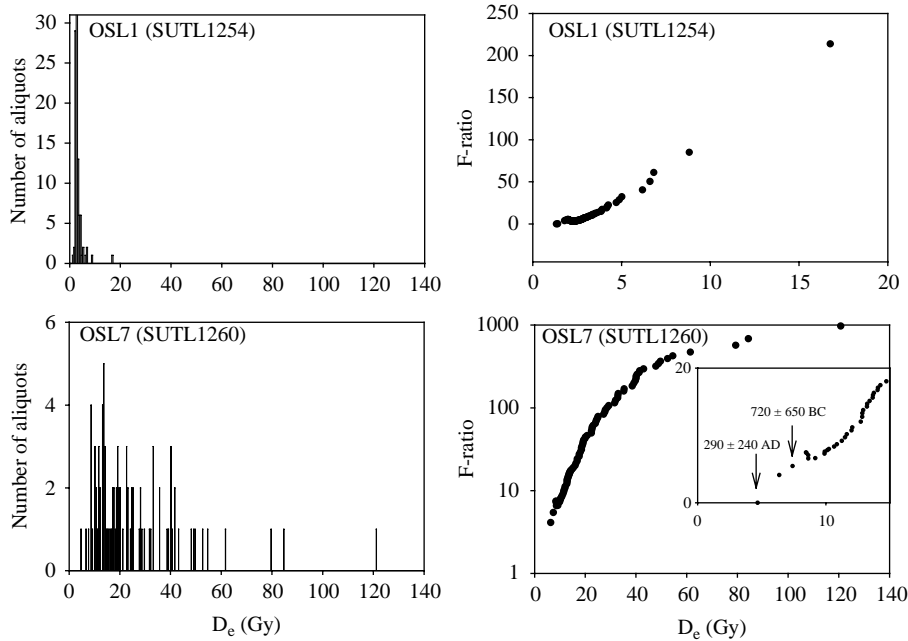 OSL1 (SUTL1254)
Number of aliquots
30
25
20
15
10
5
0
0 20 40 60 80 100 120 140
OSL1 (SUTL1254)
F-ratio
250
200
150
100
50
0
0 5 10 15 20
OSL7 (SUTL1260)
Number of aliquots
6
4
2
0
0 20 40 60 80 100 120 140
De (Gy)
OSL7 (SUTL1260)
F-ratio
1000
100
10
1
0 20 40 60 80 100 120 140
De (Gy)
20
720 ± 650 BC
290 ± 240 AD
0
0 10